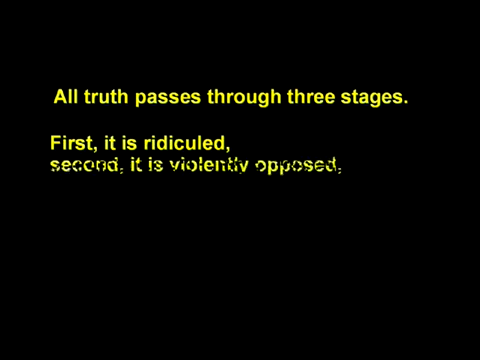 All truth passes through three stages.
First, it is ridiculed,
second, it is violently opposed,